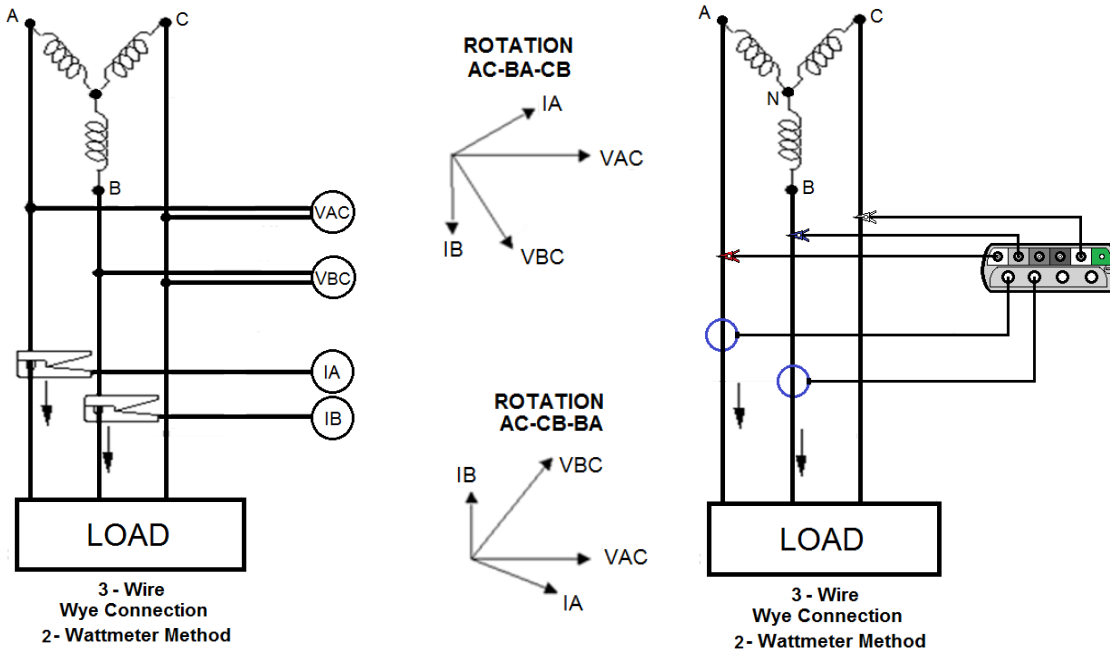 A
C
B
VAC
VBC
IA
IB
LOAD
3 - Wire
Wye Connection
2- Wattmeter Method
ROTATION
AC-BA-CB
IA
VAC
IB
VBC
ROTATION
AC-CB-BA
IB
VBC
VAC
IA
A
C
N
B
LOAD
3 - Wire
Wye Connection
2 - Wattmeter Method